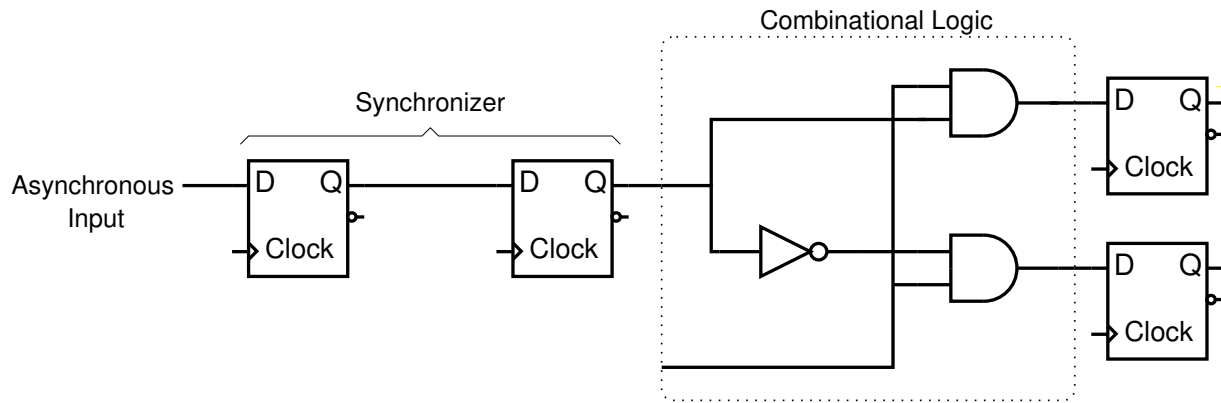 Combinational Logic
Synchronizer
Asynchronous
Input
D Q
Clock
D Q
Clock
D Q
Clock
D Q
Clock